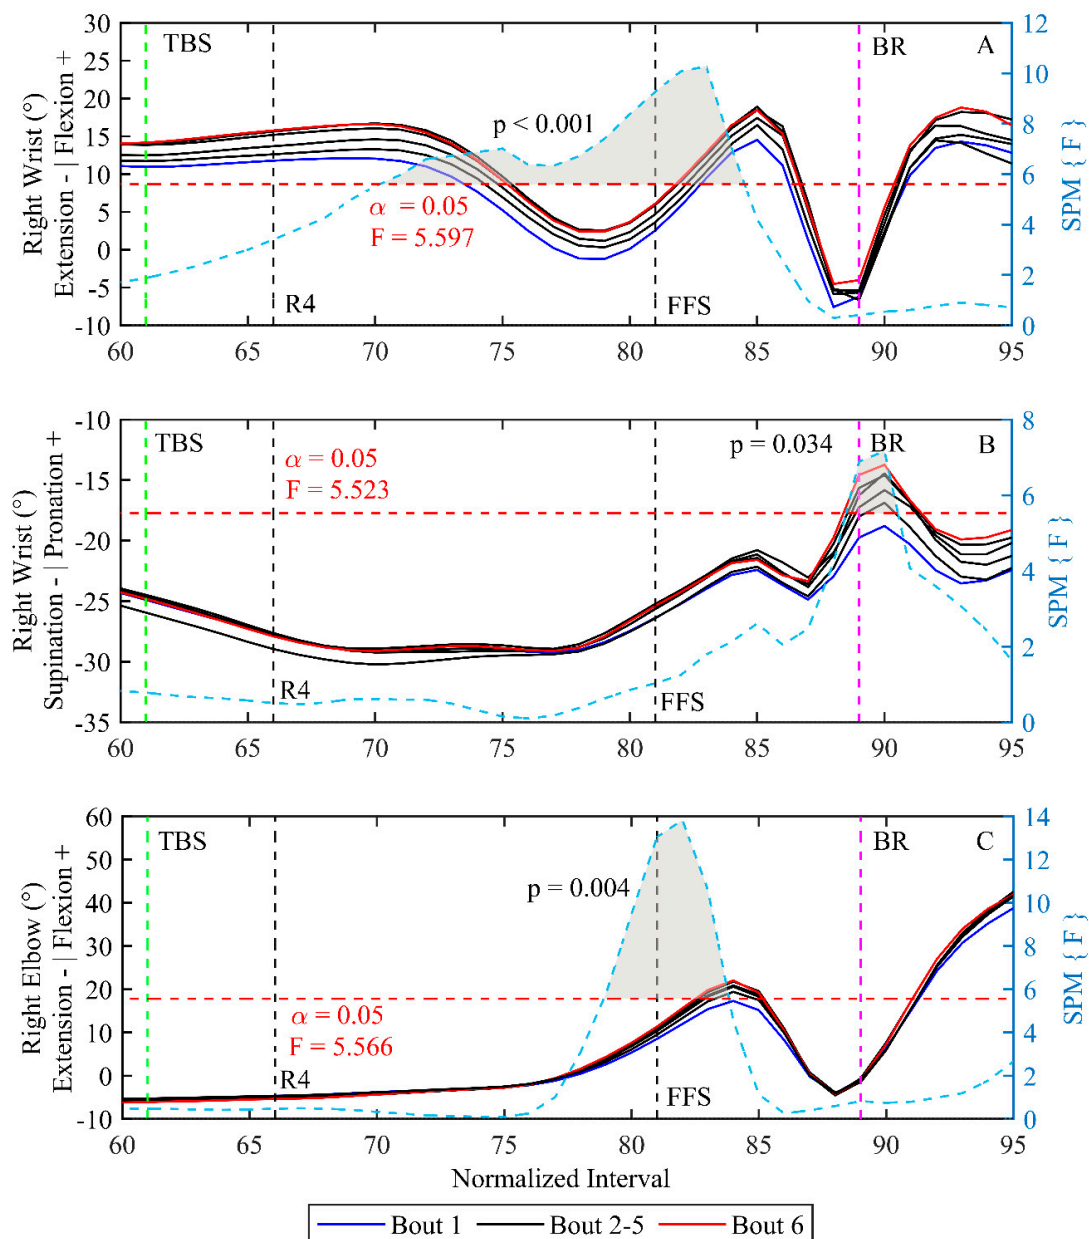 TBS
BR
A
p < 0.001
α = 0.05
F = 5.597
R4
FFS
Right Wrist (°)
Extension - | Flexion +
30
25
20
15
10
5
0
-5
-10
60
65
70
75
80
85
90
95
12
10
8
6
4
2
0
SPM { F }
TBS
p = 0.034
BR
B
α = 0.05
F = 5.523
R4
FFS
Right Wrist (°)
Supination - | Pronation +
-10
-15
-20
-25
-30
-35
60
65
70
75
80
85
90
95
8
6
4
2
0
SPM { F }
TBS
BR
C
p = 0.004
α = 0.05
F = 5.566
R4
FFS
Right Elbow (°)
Extension - | Flexion +
60
50
40
30
20
10
0
-10
60
65
70
75
80
85
90
95
14
12
10
8
6
4
2
0
SPM { F }
Normalized Interval
Bout 1
Bout 2-5
Bout 6